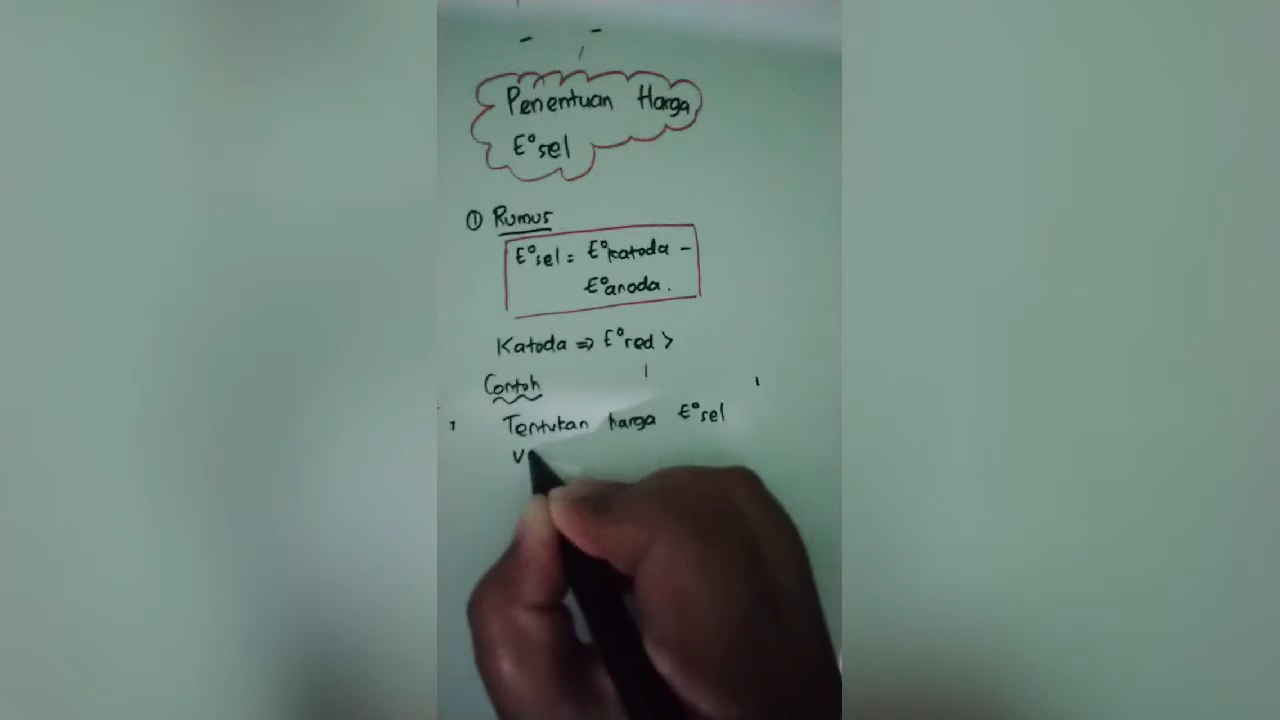 Penentuan Harga
E°sel
① Rumus
E°sel = E°katoda -
E°anoda.
Katoda ⇒ E°red >
Contoh
Tentukan harga E°sel